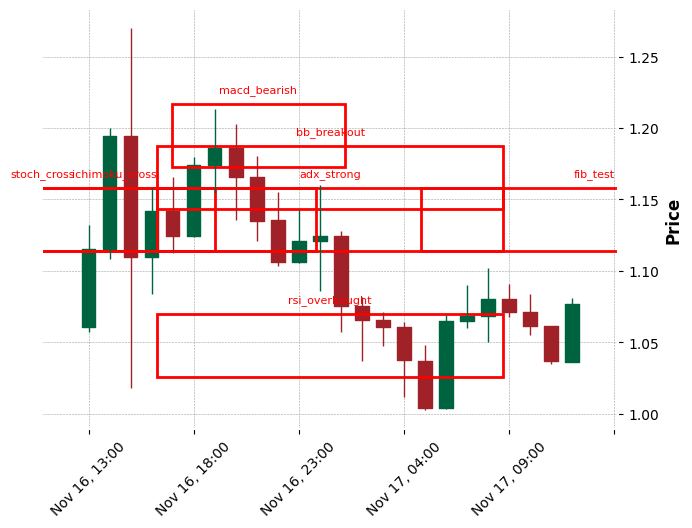 1.25
macd_bearish
1.20
bb_breakout
stoch_cross
ichimoku_cross
adx_strong
fib_test
1.15
Price
1.10
rsi_overbought
1.05
1.00
Nov 16, 13:00
Nov 16, 18:00
Nov 16, 23:00
Nov 17, 04:00
Nov 17, 09:00